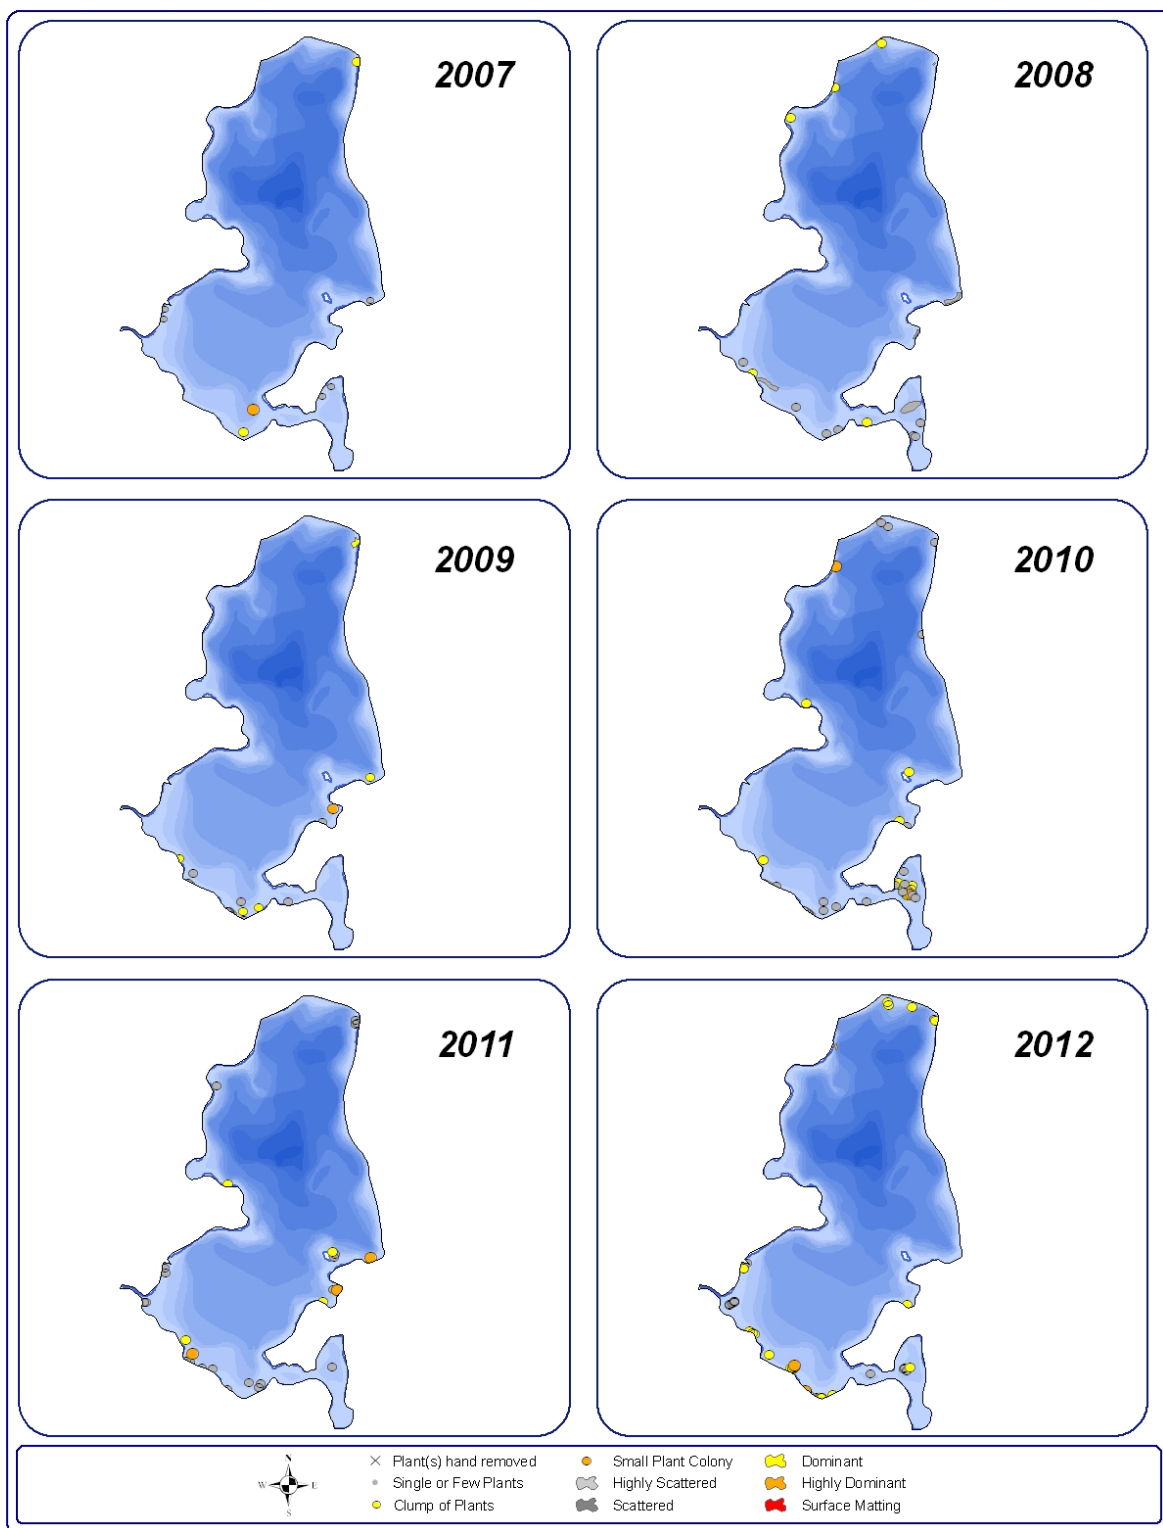 2007
2008
2009
2010
2011
2012
N
W E
S
Plant(s) hand removed
Single or Few Plants
Clump of Plants
Small Plant Colony
Highly Scattered
Scattered
Dominant
Highly Dominant
Surface Matting